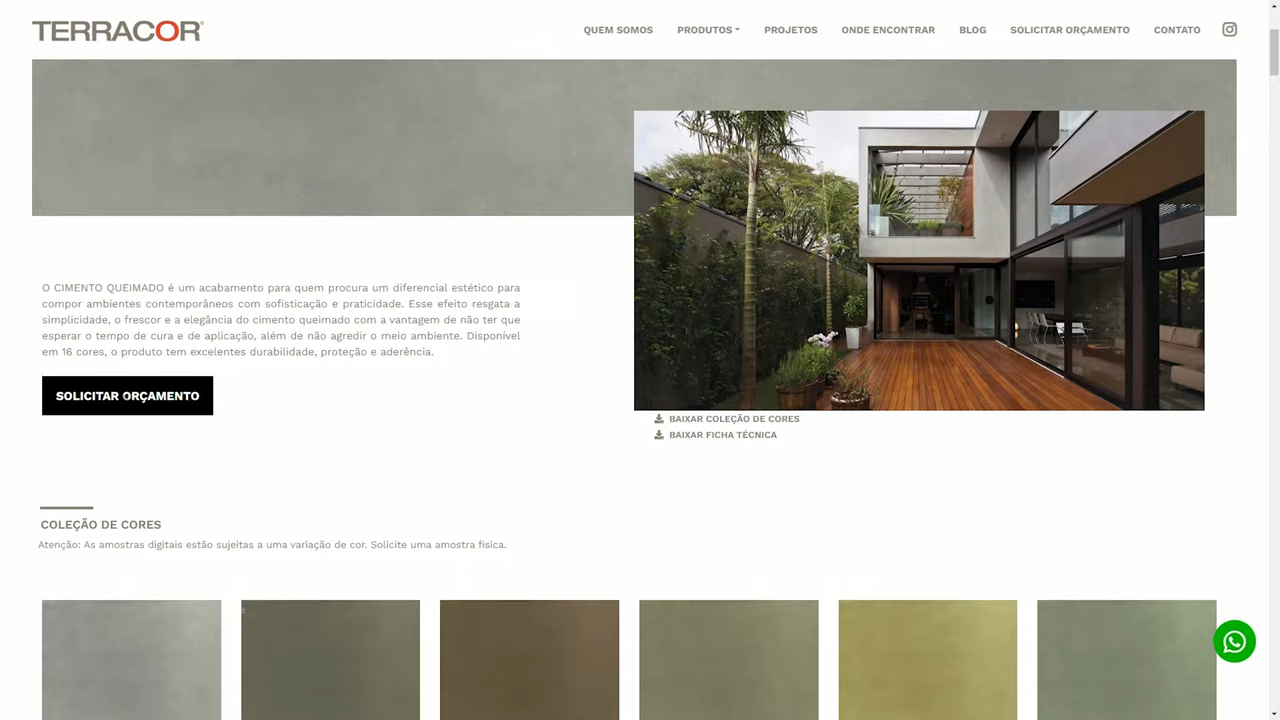 TERRACOR®
QUEM SOMOS PRODUTOS PROJETOS ONDE ENCONTRAR BLOG SOLICITAR ORÇAMENTO CONTATO
O CIMENTO QUEIMADO é um acabamento para quem procura um diferencial estético para
compor ambientes contemporâneos com sofisticação e praticidade. Esse efeito resgata a
simplicidade, o frescor e a elegância do cimento queimado com a vantagem de não ter que
esperar o tempo de cura e de aplicação, além de não agredir o meio ambiente. Disponível
em 16 cores, o produto tem excelentes durabilidade, proteção e aderência.
SOLICITAR ORÇAMENTO
BAIXAR COLEÇÃO DE CORES
BAIXAR FICHA TÉCNICA
COLEÇÃO DE CORES
Atenção: As amostras digitais estão sujeitas a uma variação de cor. Solicite uma amostra física.